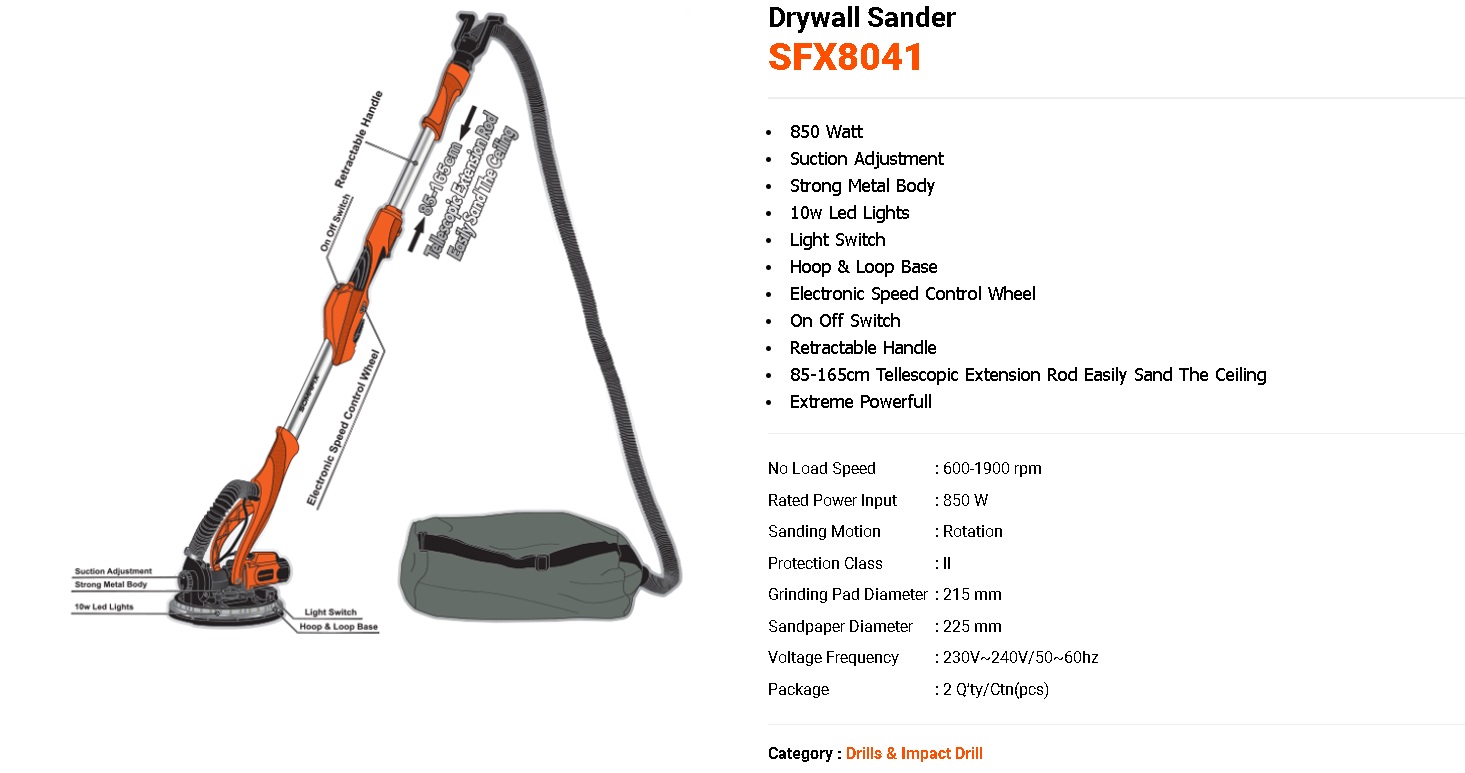 Drywall Sander
SFX8041
850 Watt
Suction Adjustment
Strong Metal Body
10w Led Lights
Light Switch
Hoop & Loop Base
Electronic Speed Control Wheel
On Off Switch
Retractable Handle
85-165cm Tellescopic Extension Rod Easily Sand The Ceiling
Extreme Powerfull
No Load Speed : 600-1900 rpm
Rated Power Input : 850 W
Sanding Motion : Rotation
Protection Class : II
Grinding Pad Diameter : 215 mm
Sandpaper Diameter : 225 mm
Voltage Frequency : 230V~240V/50~60hz
Package : 2 Q'ty/Ctn(pcs)
Category : Drills & Impact Drill
Retractable Handle
85-165cm
Tellescopic Extension Rod
Easily Sand The Ceiling
On Off Switch
Electronic Speed Control Wheel
Suction Adjustment
Strong Metal Body
10w Led Lights
Light Switch
Hoop & Loop Base